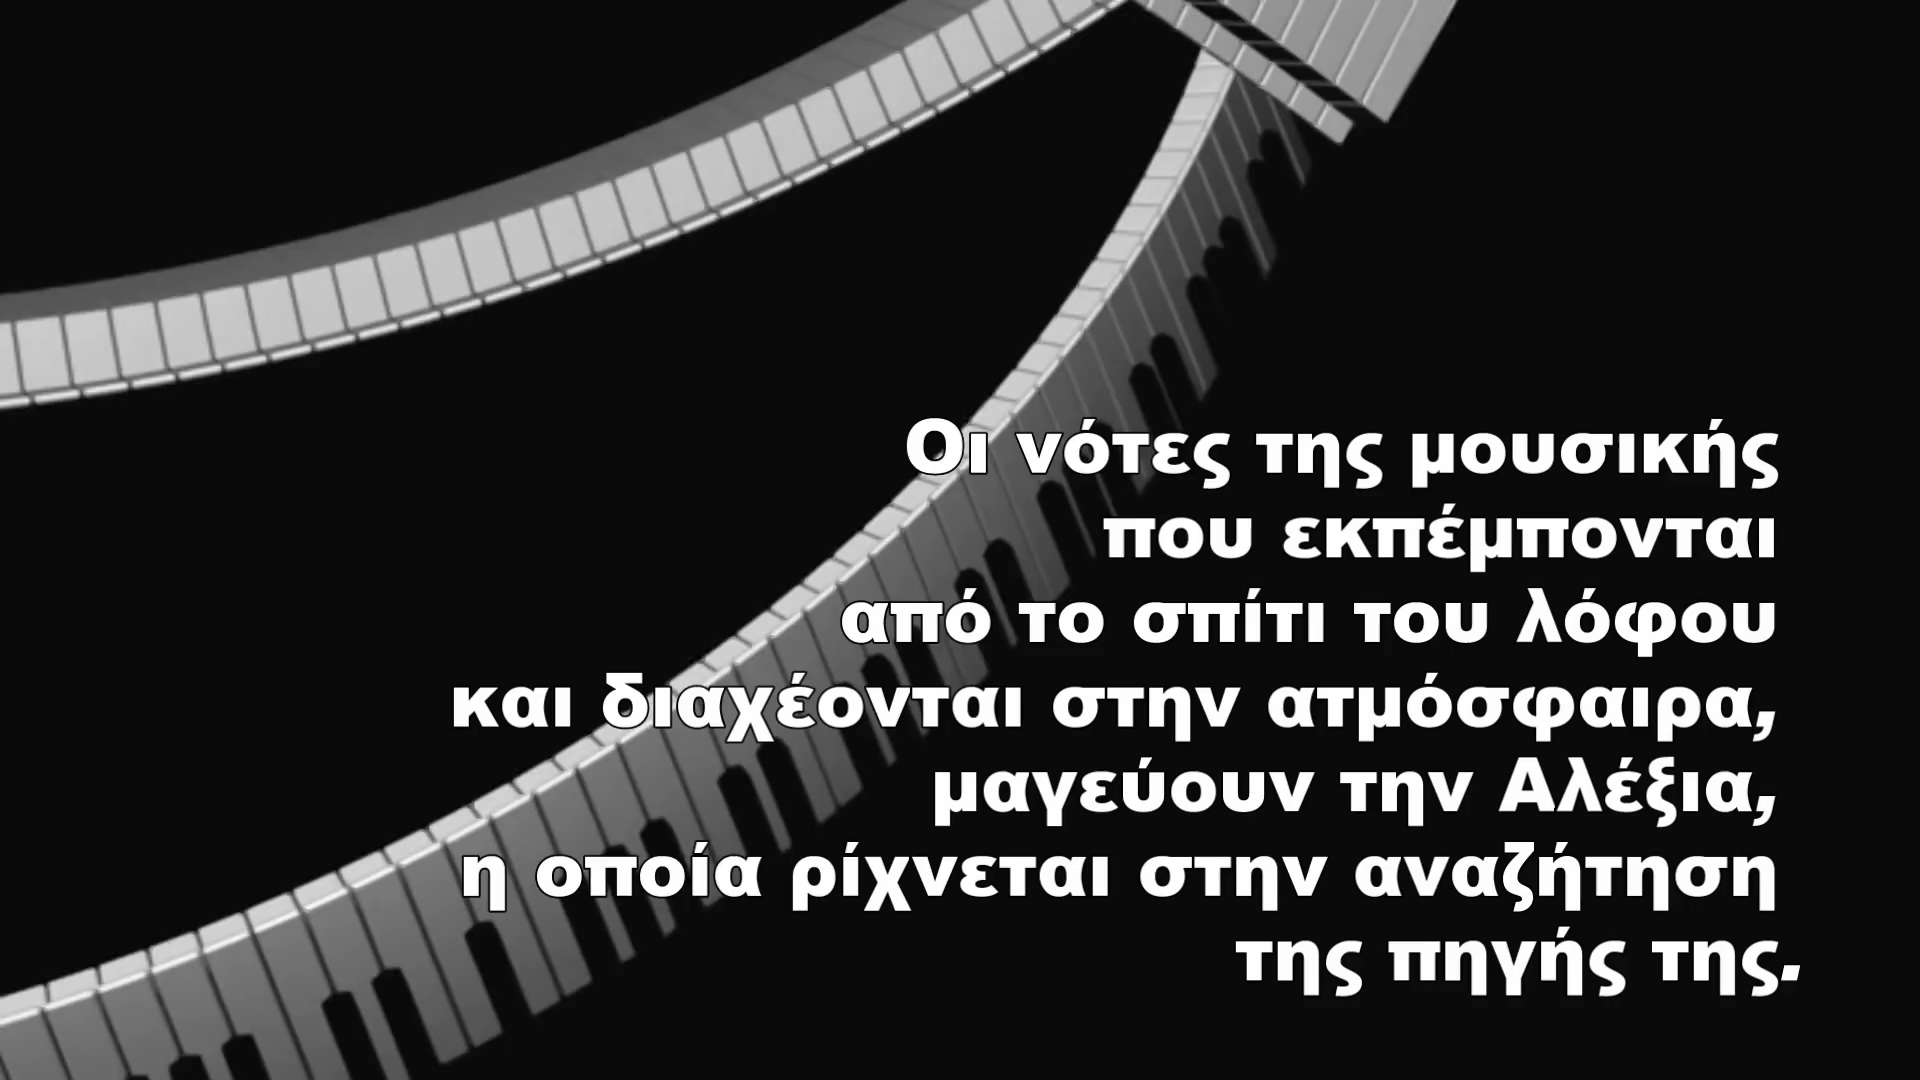 Οι νότες της μουσικής
που εκπέμπονται
από το σπίτι του λόφου
και διαχέονται στην ατμόσφαιρα,
μαγεύουν την Αλέξια,
η οποία ρίχνεται στην αναζήτηση
της πηγής της.